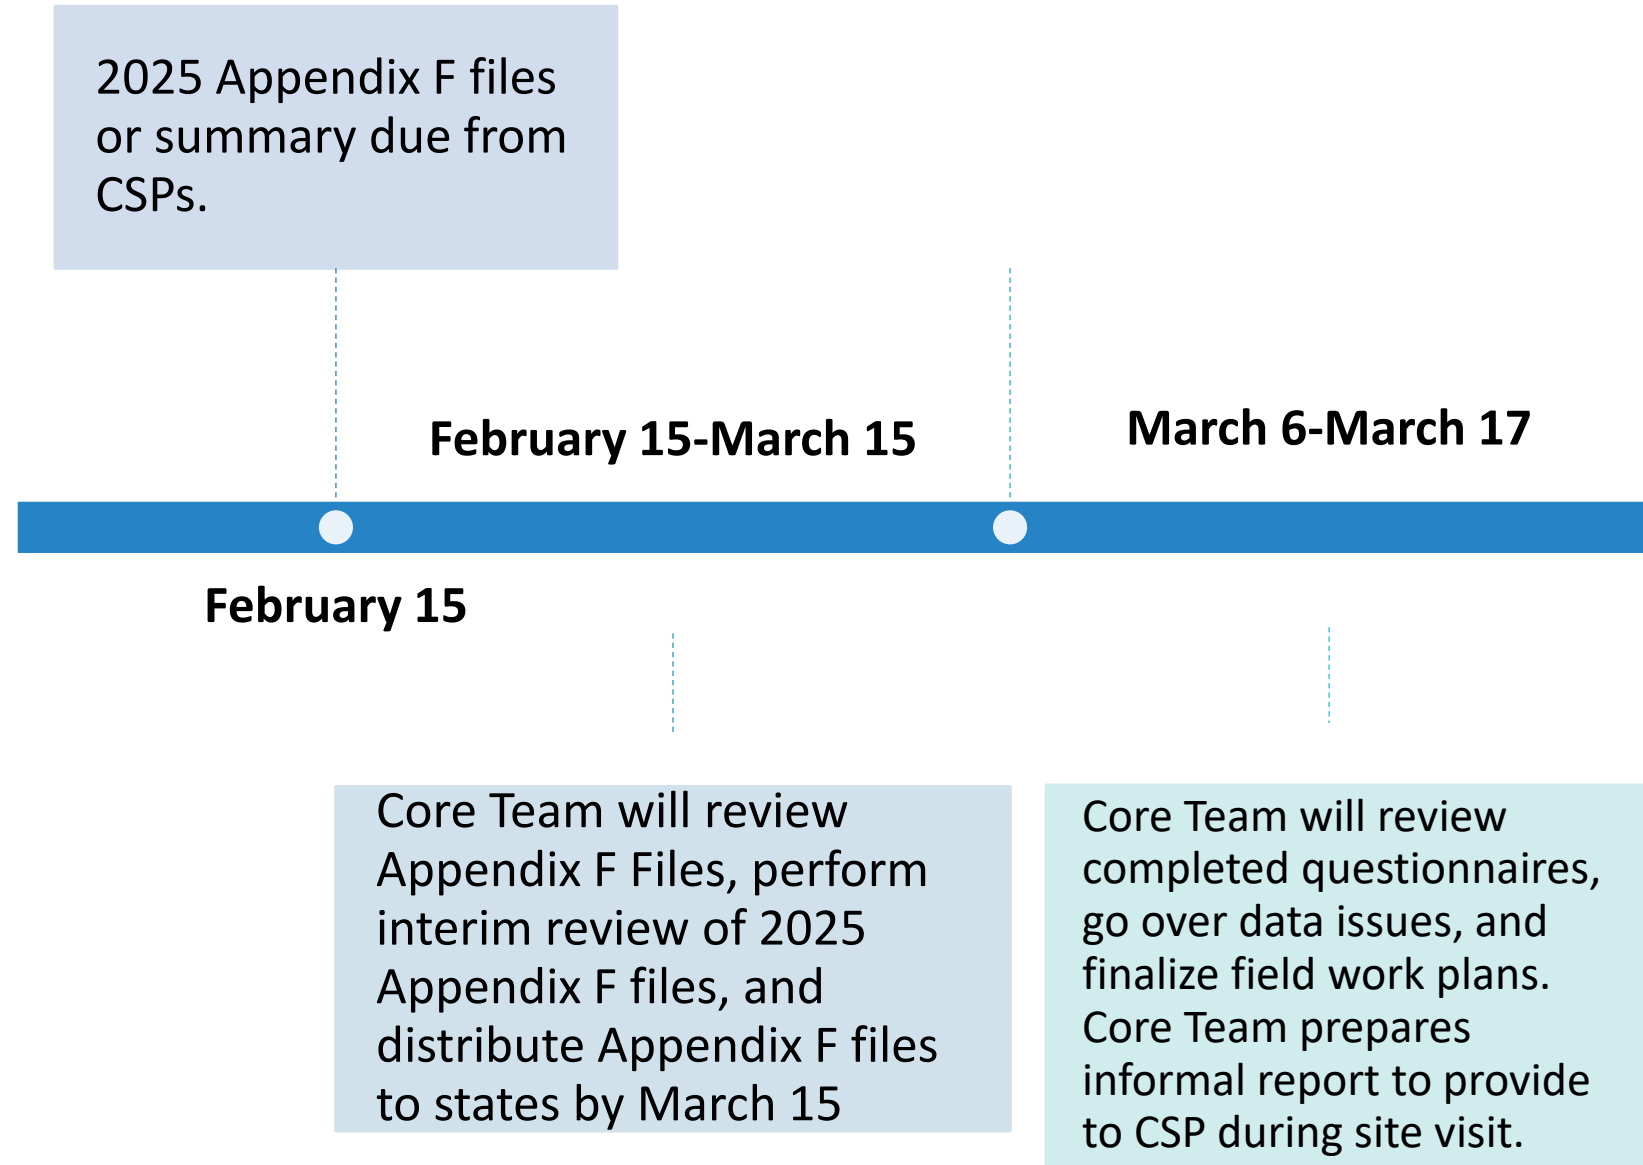 2025 Appendix F files
or summary due from
CSPs.
February 15-March 15
March 6-March 17
February 15
Core Team will review
Appendix F Files, perform
interim review of 2025
Appendix F files, and
distribute Appendix F files
to states by March 15
Core Team will review
completed questionnaires,
go over data issues, and
finalize field work plans.
Core Team prepares
informal report to provide
to CSP during site visit.